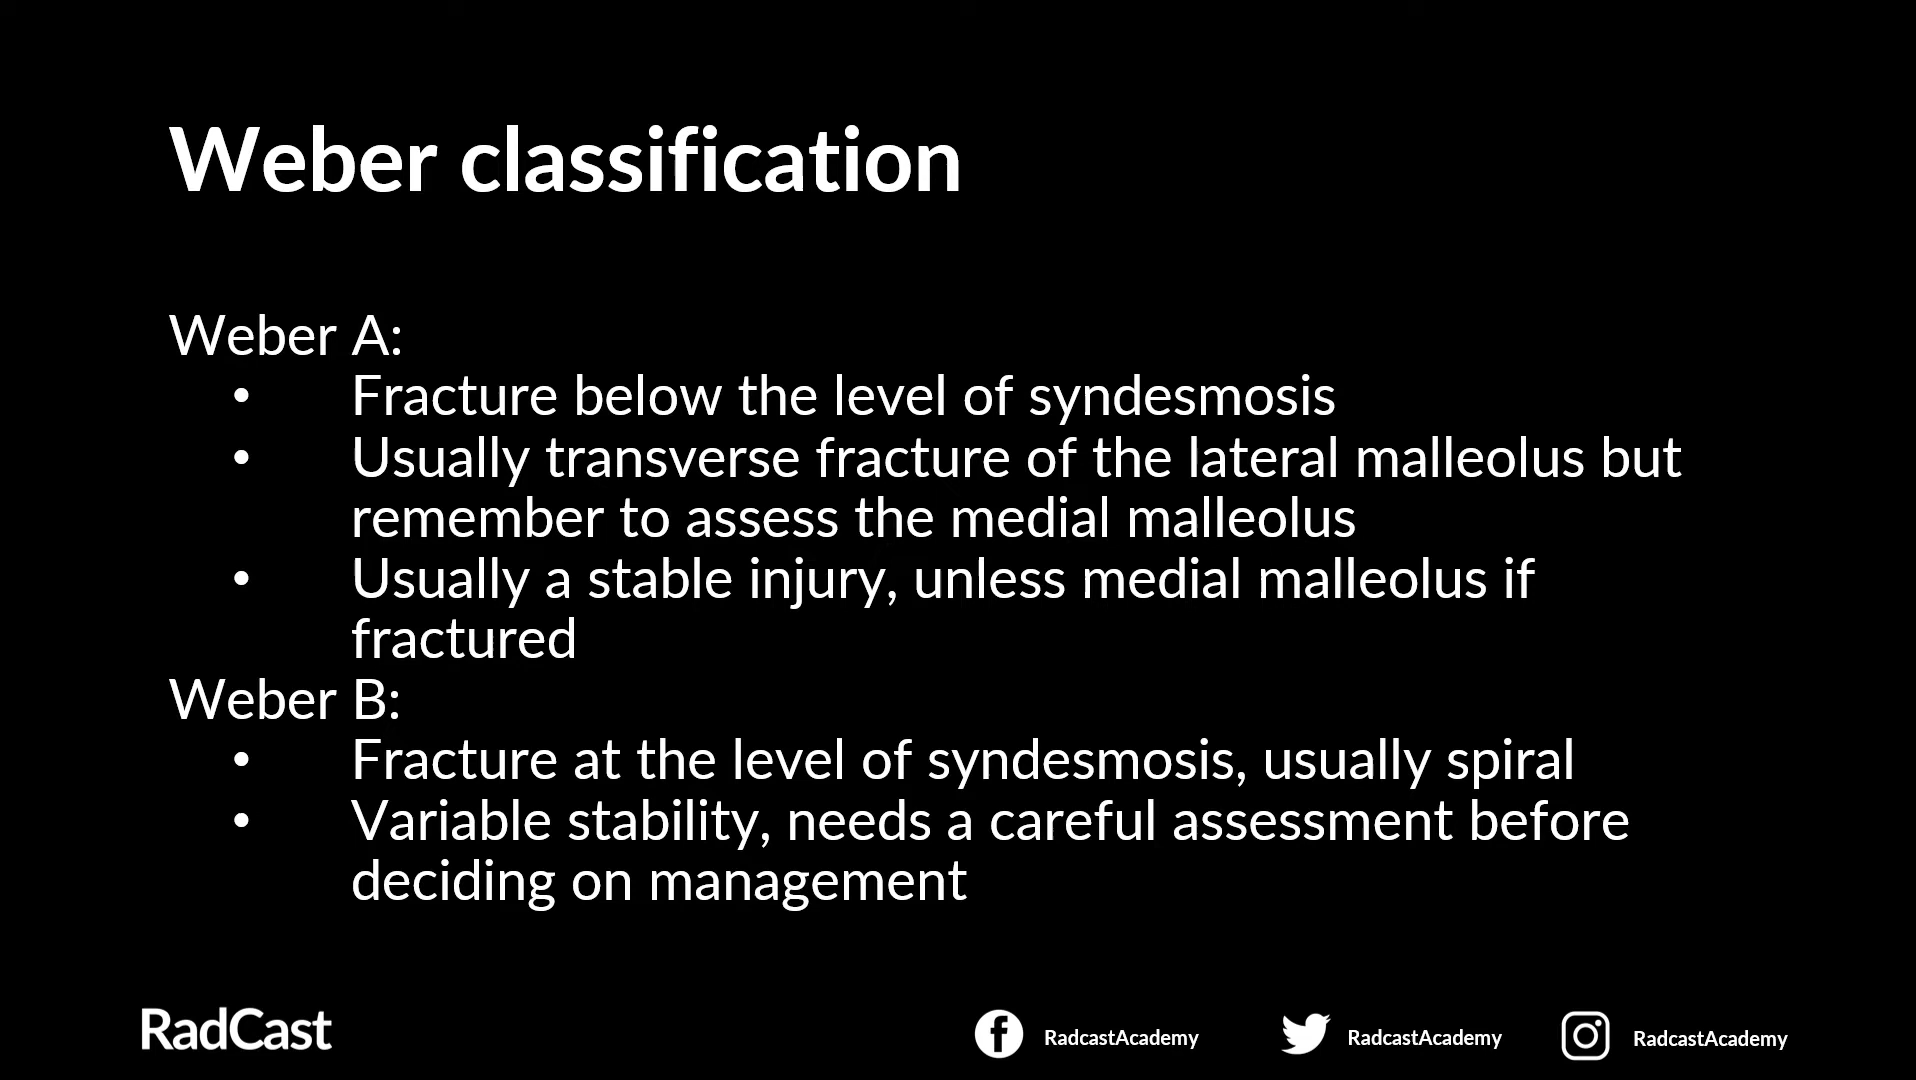 Weber classification
Weber A:
• Fracture below the level of syndesmosis
• Usually transverse fracture of the lateral malleolus but
remember to assess the medial malleolus
• Usually a stable injury, unless medial malleolus if
fractured
Weber B:
• Fracture at the level of syndesmosis, usually spiral
• Variable stability, needs a careful assessment before
deciding on management
RadCast
RadcastAcademy
RadcastAcademy
RadcastAcademy